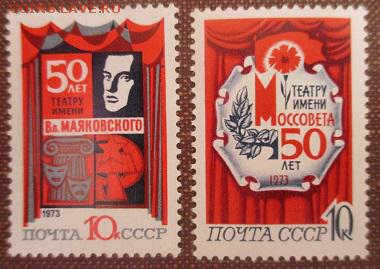 50
ЛЕТ
ТЕАТРУ
ИМЕНИ
Вл. МАЯКОВСКОГО
1973
10к
ПОЧТА СССР
ТЕАТРУ
ИМЕНИ
МОССОВЕТА
50
ЛЕТ
1973
ПОЧТА СССР 10к